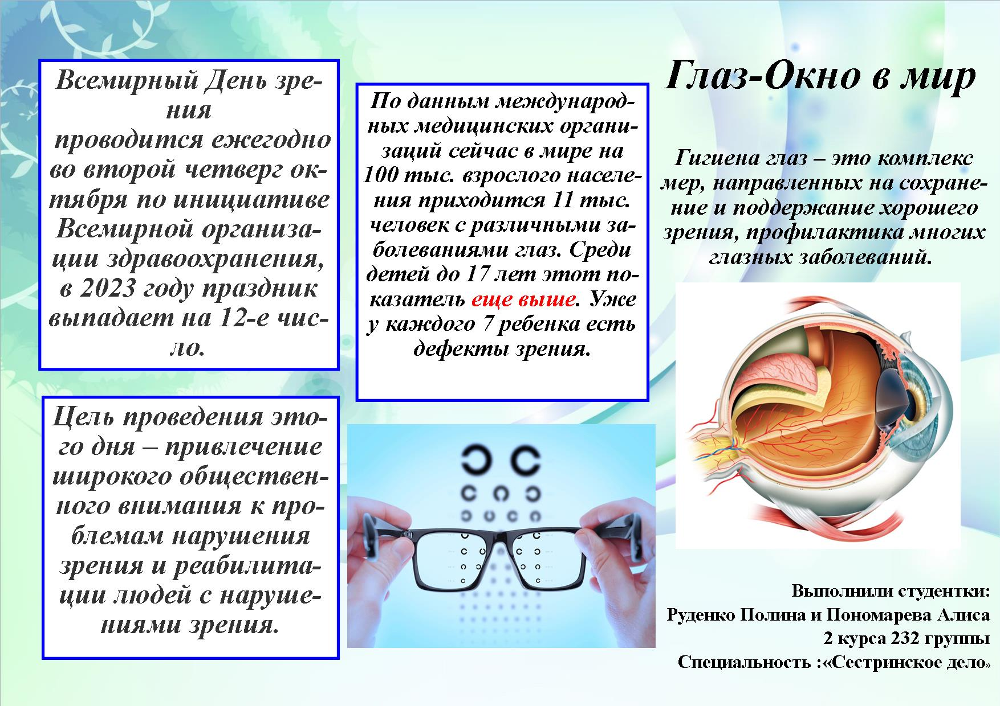 Всемирный День зре-
ния
проводится ежегодно
во второй четверг ок-
тября по инициативе
Всемирной организа-
ции здравоохранения,
в 2023 году праздник
выпадает на 12-е чис-
ло.
Цель проведения это-
го дня – привлечение
широкого обществен-
ного внимания к про-
блемам нарушения
зрения и реабилита-
ции людей с наруше-
ниями зрения.
По данным международ-
ных медицинских органи-
заций сейчас в мире на
100 тыс. взрослого населе-
ния приходится 11 тыс.
человек с различными за-
болеваниями глаз. Среди
детей до 17 лет этот по-
казатель еще выше. Уже
у каждого 7 ребенка есть
дефекты зрения.
Глаз-Окно в мир
Гигиена глаз – это комплекс
мер, направленных на сохране-
ние и поддержание хорошего
зрения, профилактика многих
глазных заболеваний.
Выполнили студентки:
Руденко Полина и Пономарева Алиса
2 курса 232 группы
Специальность :«Сестринское дело»